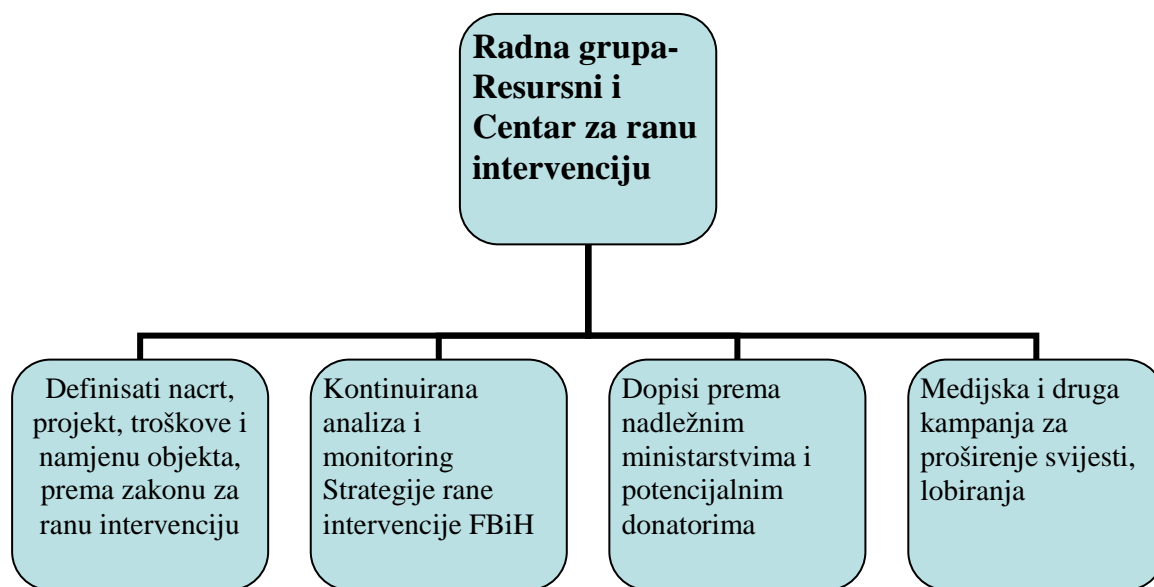 Radna grupa-
Resursni i
Centar za ranu
intervenciju
Definisati nacrt,
projekt, troškove i
namjenu objekta,
prema zakonu za
ranu intervenciju
Kontinuirana
analiza i
monitoring
Strategije rane
intervencije FBiH
Dopisi prema
nadležnim
ministarstvima i
potencijalnim
donatorima
Medijska i druga
kampanja za
proširenje svijesti,
lobiranja